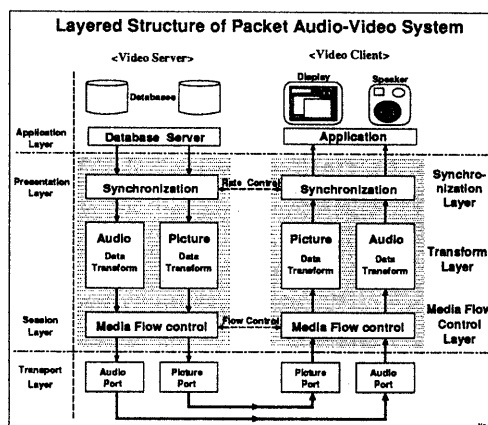 Layered Structure of Packet Audio-Video System
<Video Server>
<Video Client>
Display
Speaker
Databases
Application
Layer
Database Server
Application
Presentation
Layer
Synchronization
Rate Control
Synchronization
Synchro-
nization
Layer
Audio
Data
Transform
Picture
Data
Transform
Picture
Data
Transform
Audio
Data
Transform
Transform
Layer
Session
Layer
Media Flow control
Flow Control
Media Flow control
Media Flow
Control
Layer
Transport
Layer
Audio
Port
Picture
Port
Picture
Port
Audio
Port